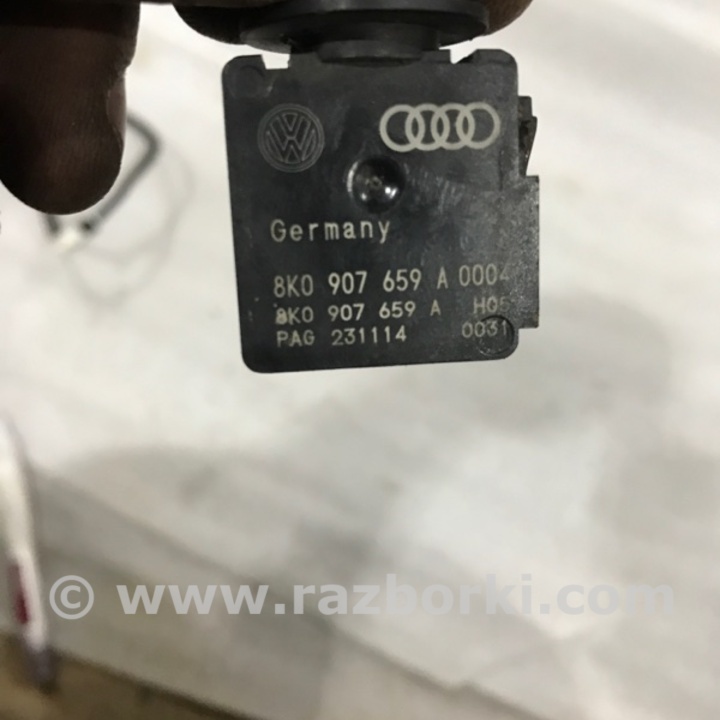 Germany
8K0 907 659 A 0004
8K0 907 659 A H05
PAG 231114 0031
© www.razborki.com